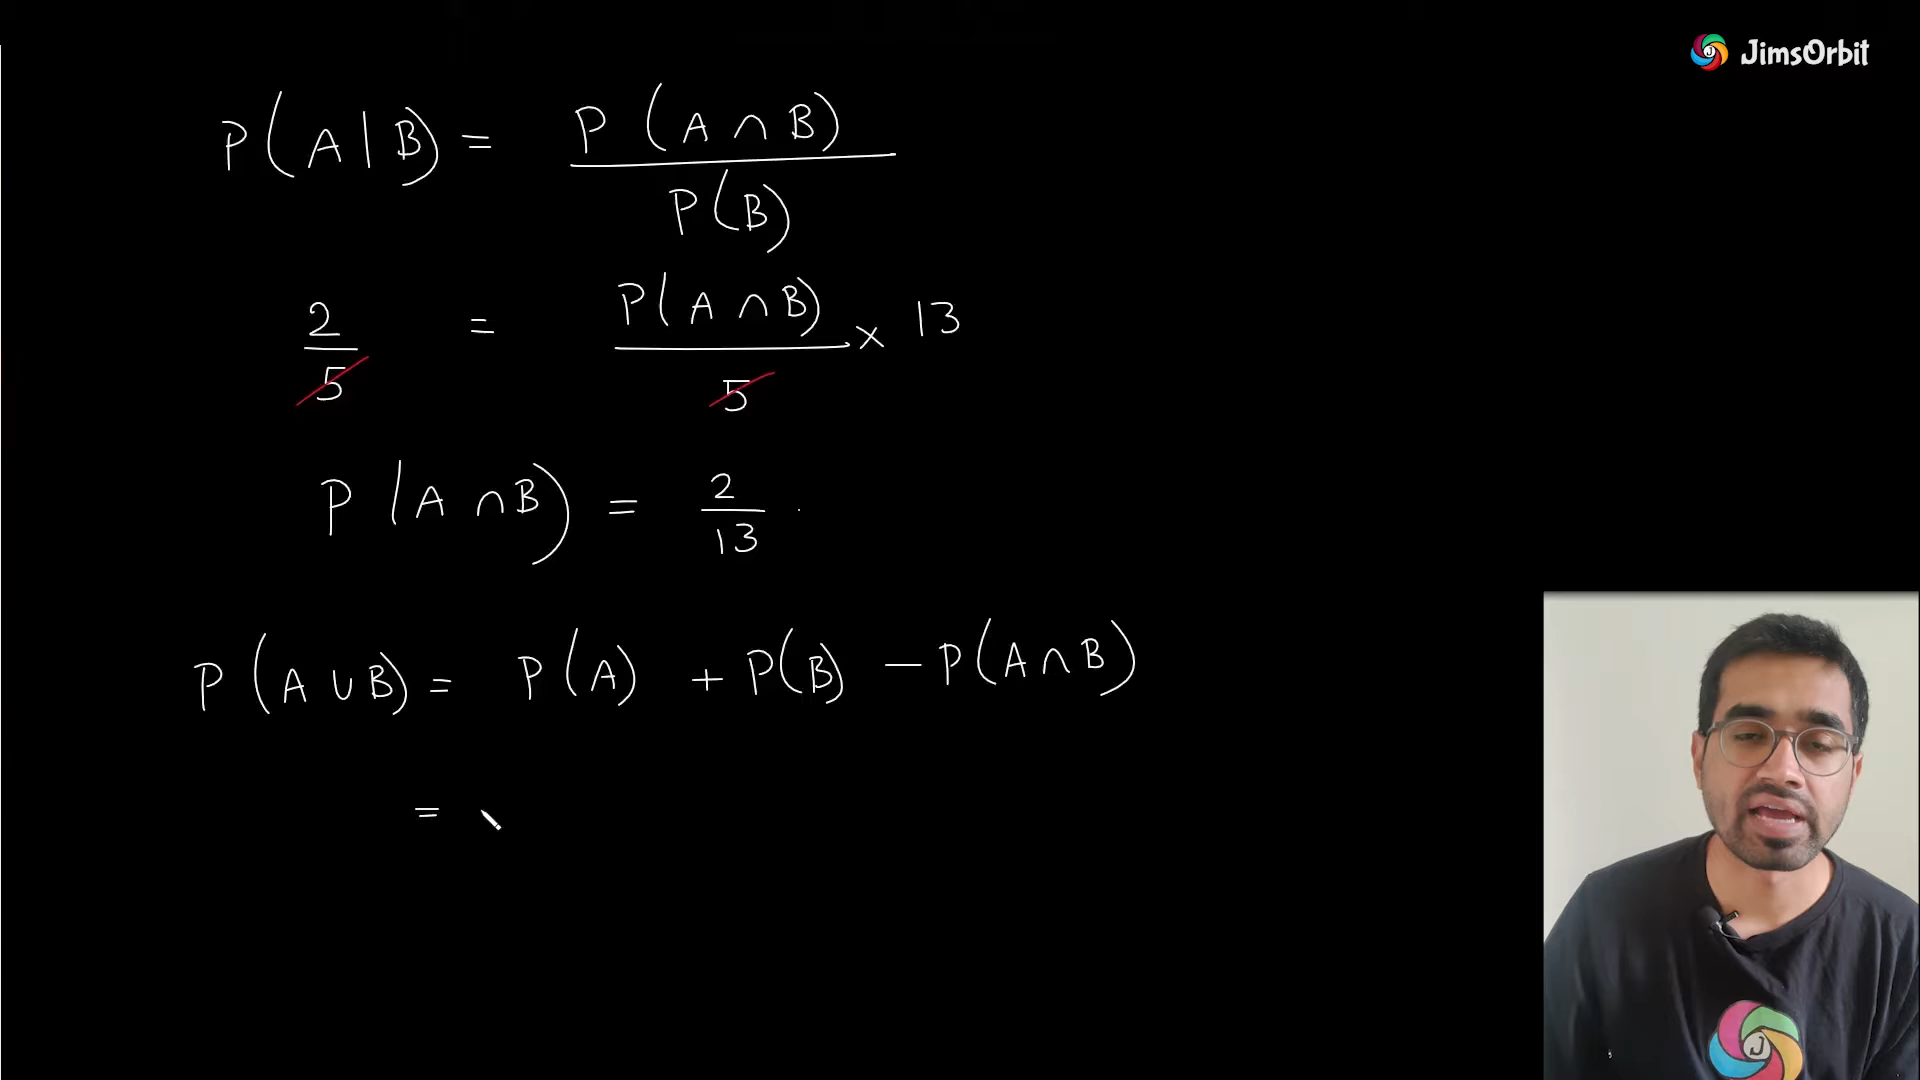 JimsOrbit
P(A|B) = P(A ∩ B)
P(B)
2/5 = P(A ∩ B)/5 × 13
P(A ∩ B) = 2/13
P(A ∪ B) = P(A) + P(B) − P(A ∩ B)
=
J